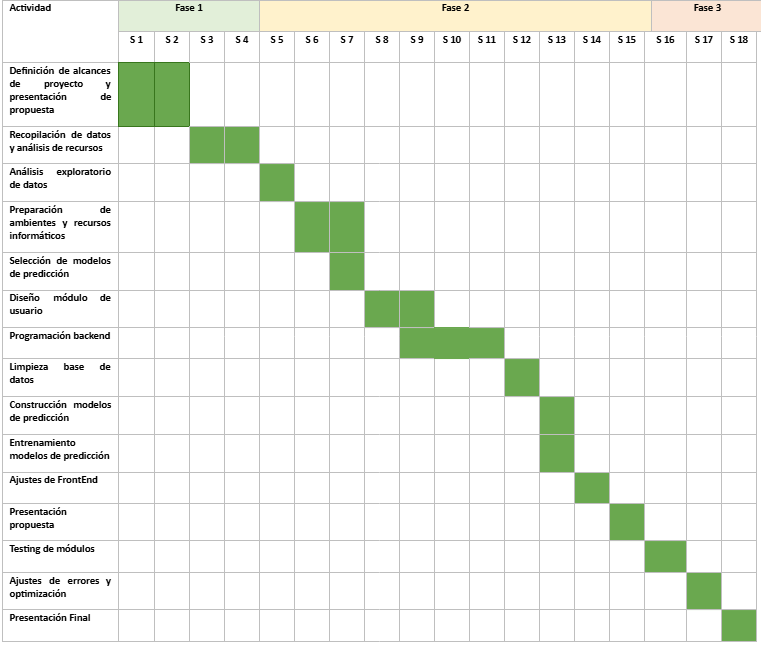 Actividad
Fase 1
Fase 2
Fase 3
S 1
S 2
S 3
S 4
S 5
S 6
S 7
S 8
S 9
S 10
S 11
S 12
S 13
S 14
S 15
S 16
S 17
S 18
Definición de alcances
de proyecto y
presentación de
propuesta
Recopilación de datos
y análisis de recursos
Análisis exploratorio
de datos
Preparación de
ambientes y recursos
informáticos
Selección de modelos
de predicción
Diseño módulo de
usuario
Programación backend
Limpieza base de
datos
Construcción modelos
de predicción
Entrenamiento
modelos de predicción
Ajustes de FrontEnd
Presentación
propuesta
Testing de módulos
Ajustes de errores y
optimización
Presentación Final